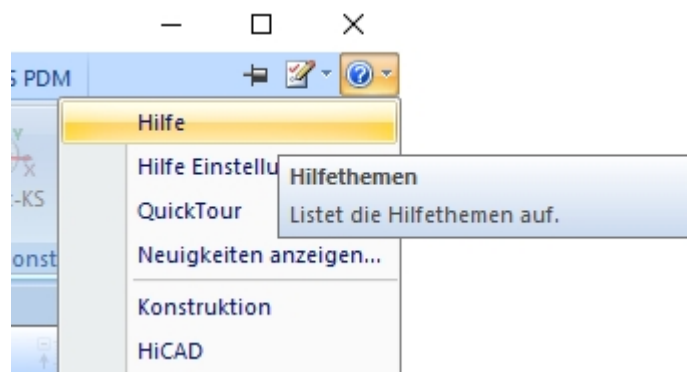 S PDM
Hilfe
Hilfe Einstellu
Hilfethemen
Listet die Hilfethemen auf.
QuickTour
-KS
Neuigkeiten anzeigen...
onst
Konstruktion
HiCAD
Y
X